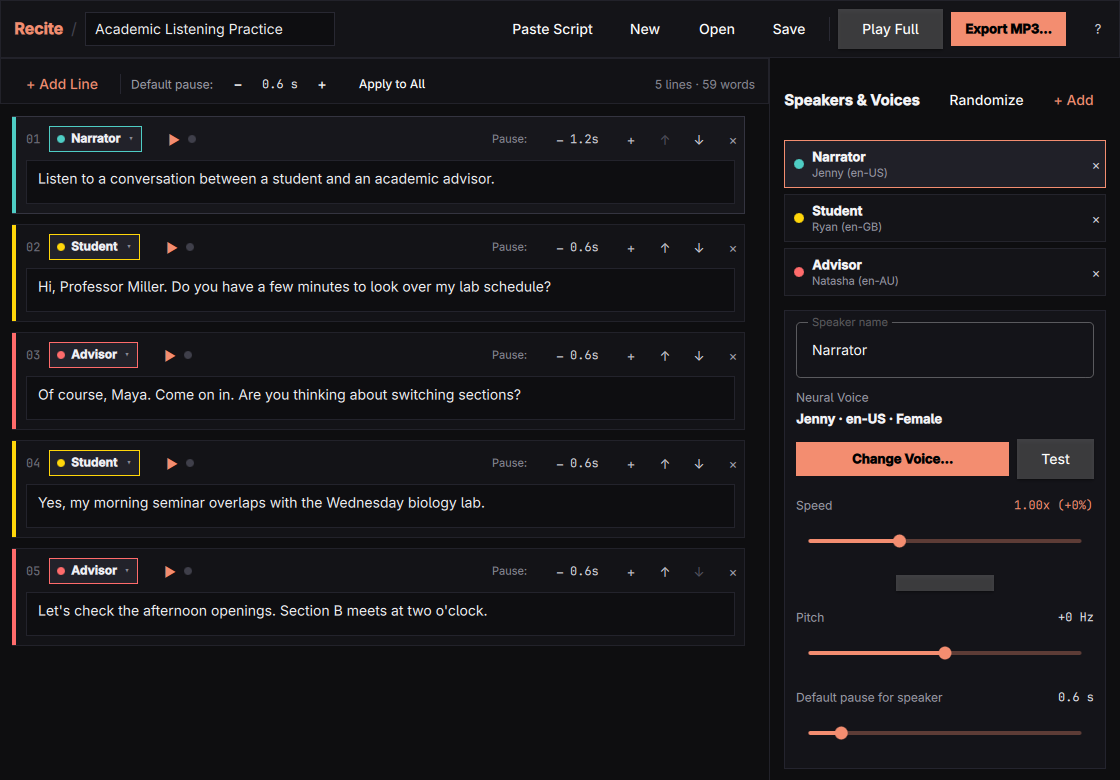 Recite / Academic Listening Practice Paste Script New Open Save Play Full Export MP3... ?
+ Add Line Default pause: – 0.6 s + Apply to All 5 lines · 59 words
01 Narrator Pause: – 1.2s + ↑ ↓ ×
Listen to a conversation between a student and an academic advisor.
02 Student Pause: – 0.6s + ↑ ↓ ×
Hi, Professor Miller. Do you have a few minutes to look over my lab schedule?
03 Advisor Pause: – 0.6s + ↑ ↓ ×
Of course, Maya. Come on in. Are you thinking about switching sections?
04 Student Pause: – 0.6s + ↑ ↓ ×
Yes, my morning seminar overlaps with the Wednesday biology lab.
05 Advisor Pause: – 0.6s + ↑ ↓ ×
Let's check the afternoon openings. Section B meets at two o'clock.
Speakers & Voices Randomize + Add
Narrator ×
Jenny (en-US)
Student ×
Ryan (en-GB)
Advisor ×
Natasha (en-AU)
Speaker name
Narrator
Neural Voice
Jenny · en-US · Female
Change Voice... Test
Speed 1.00x (+0%)
Pitch +0 Hz
Default pause for speaker 0.6 s